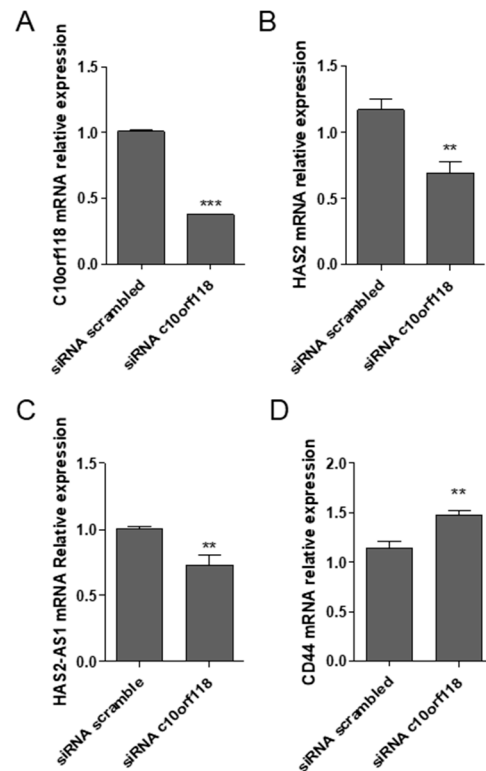 A
C10orf118 mRNA relative expression
1.5
1.0
0.5
0.0
***
siRNA scrambled
siRNA c10orf118
B
HAS2 mRNA relative expression
1.5
1.0
0.5
0.0
**
siRNA scrambled
siRNA c10orf118
C
HAS2-AS1 mRNA Relative expression
1.5
1.0
0.5
0.0
**
siRNA scramble
siRNA c10orf118
D
CD44 mRNA relative expression
2.0
1.5
1.0
0.5
0.0
**
siRNA scrambled
siRNA c10orf118